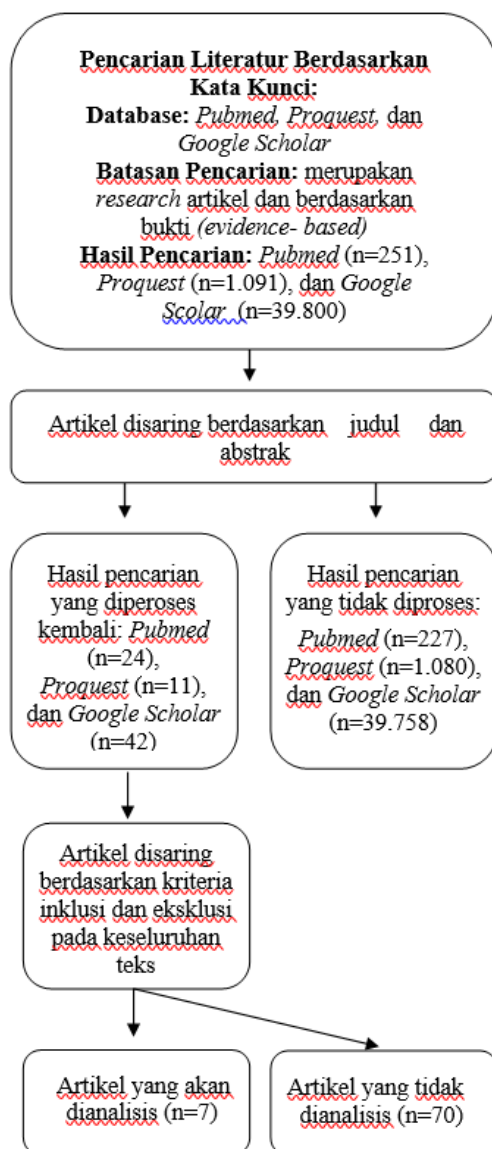 Pencarian Literatur Berdasarkan
Kata Kunci:
Database: Pubmed, Proquest, dan
Google Scholar
Batasan Pencarian: merupakan
research artikel dan berdasarkan
bukti (evidence- based)
Hasil Pencarian: Pubmed (n=251),
Proquest (n=1.091), dan Google
Scolar (n=39.800)
Artikel disaring berdasarkan judul dan
abstrak
Hasil pencarian
yang diperoses
kembali: Pubmed
(n=24),
Proquest (n=11),
dan Google Scholar
(n=42)
Hasil pencarian
yang tidak diproses:
Pubmed (n=227),
Proquest (n=1.080),
dan Google Scholar
(n=39.758)
Artikel disaring
berdasarkan kriteria
inklusi dan eksklusi
pada keseluruhan
teks
Artikel yang akan
dianalisis (n=7)
Artikel yang tidak
dianalisis (n=70)